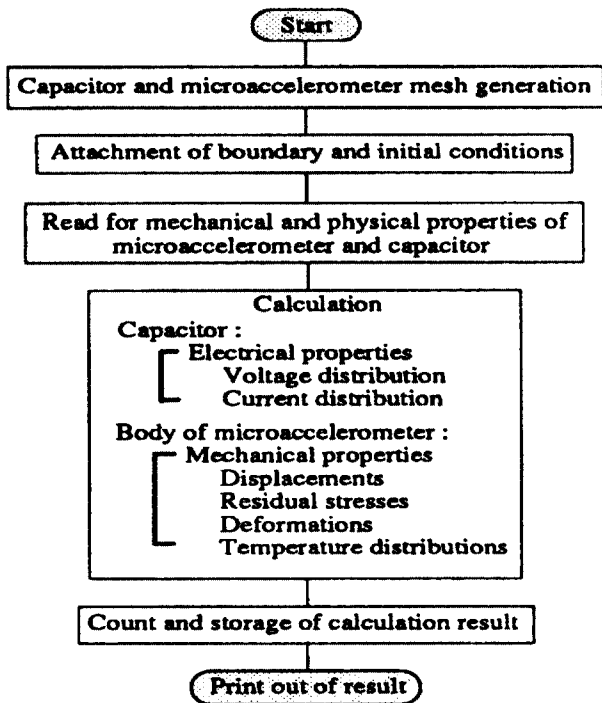 Start
Capacitor and microaccelerometer mesh generation
Attachment of boundary and initial conditions
Read for mechanical and physical properties of
microaccelerometer and capacitor
Calculation
Capacitor :
Electrical properties
Voltage distribution
Current distribution
Body of microaccelerometer :
Mechanical properties
Displacements
Residual stresses
Deformations
Temperature distributions
Count and storage of calculation result
Print out of result